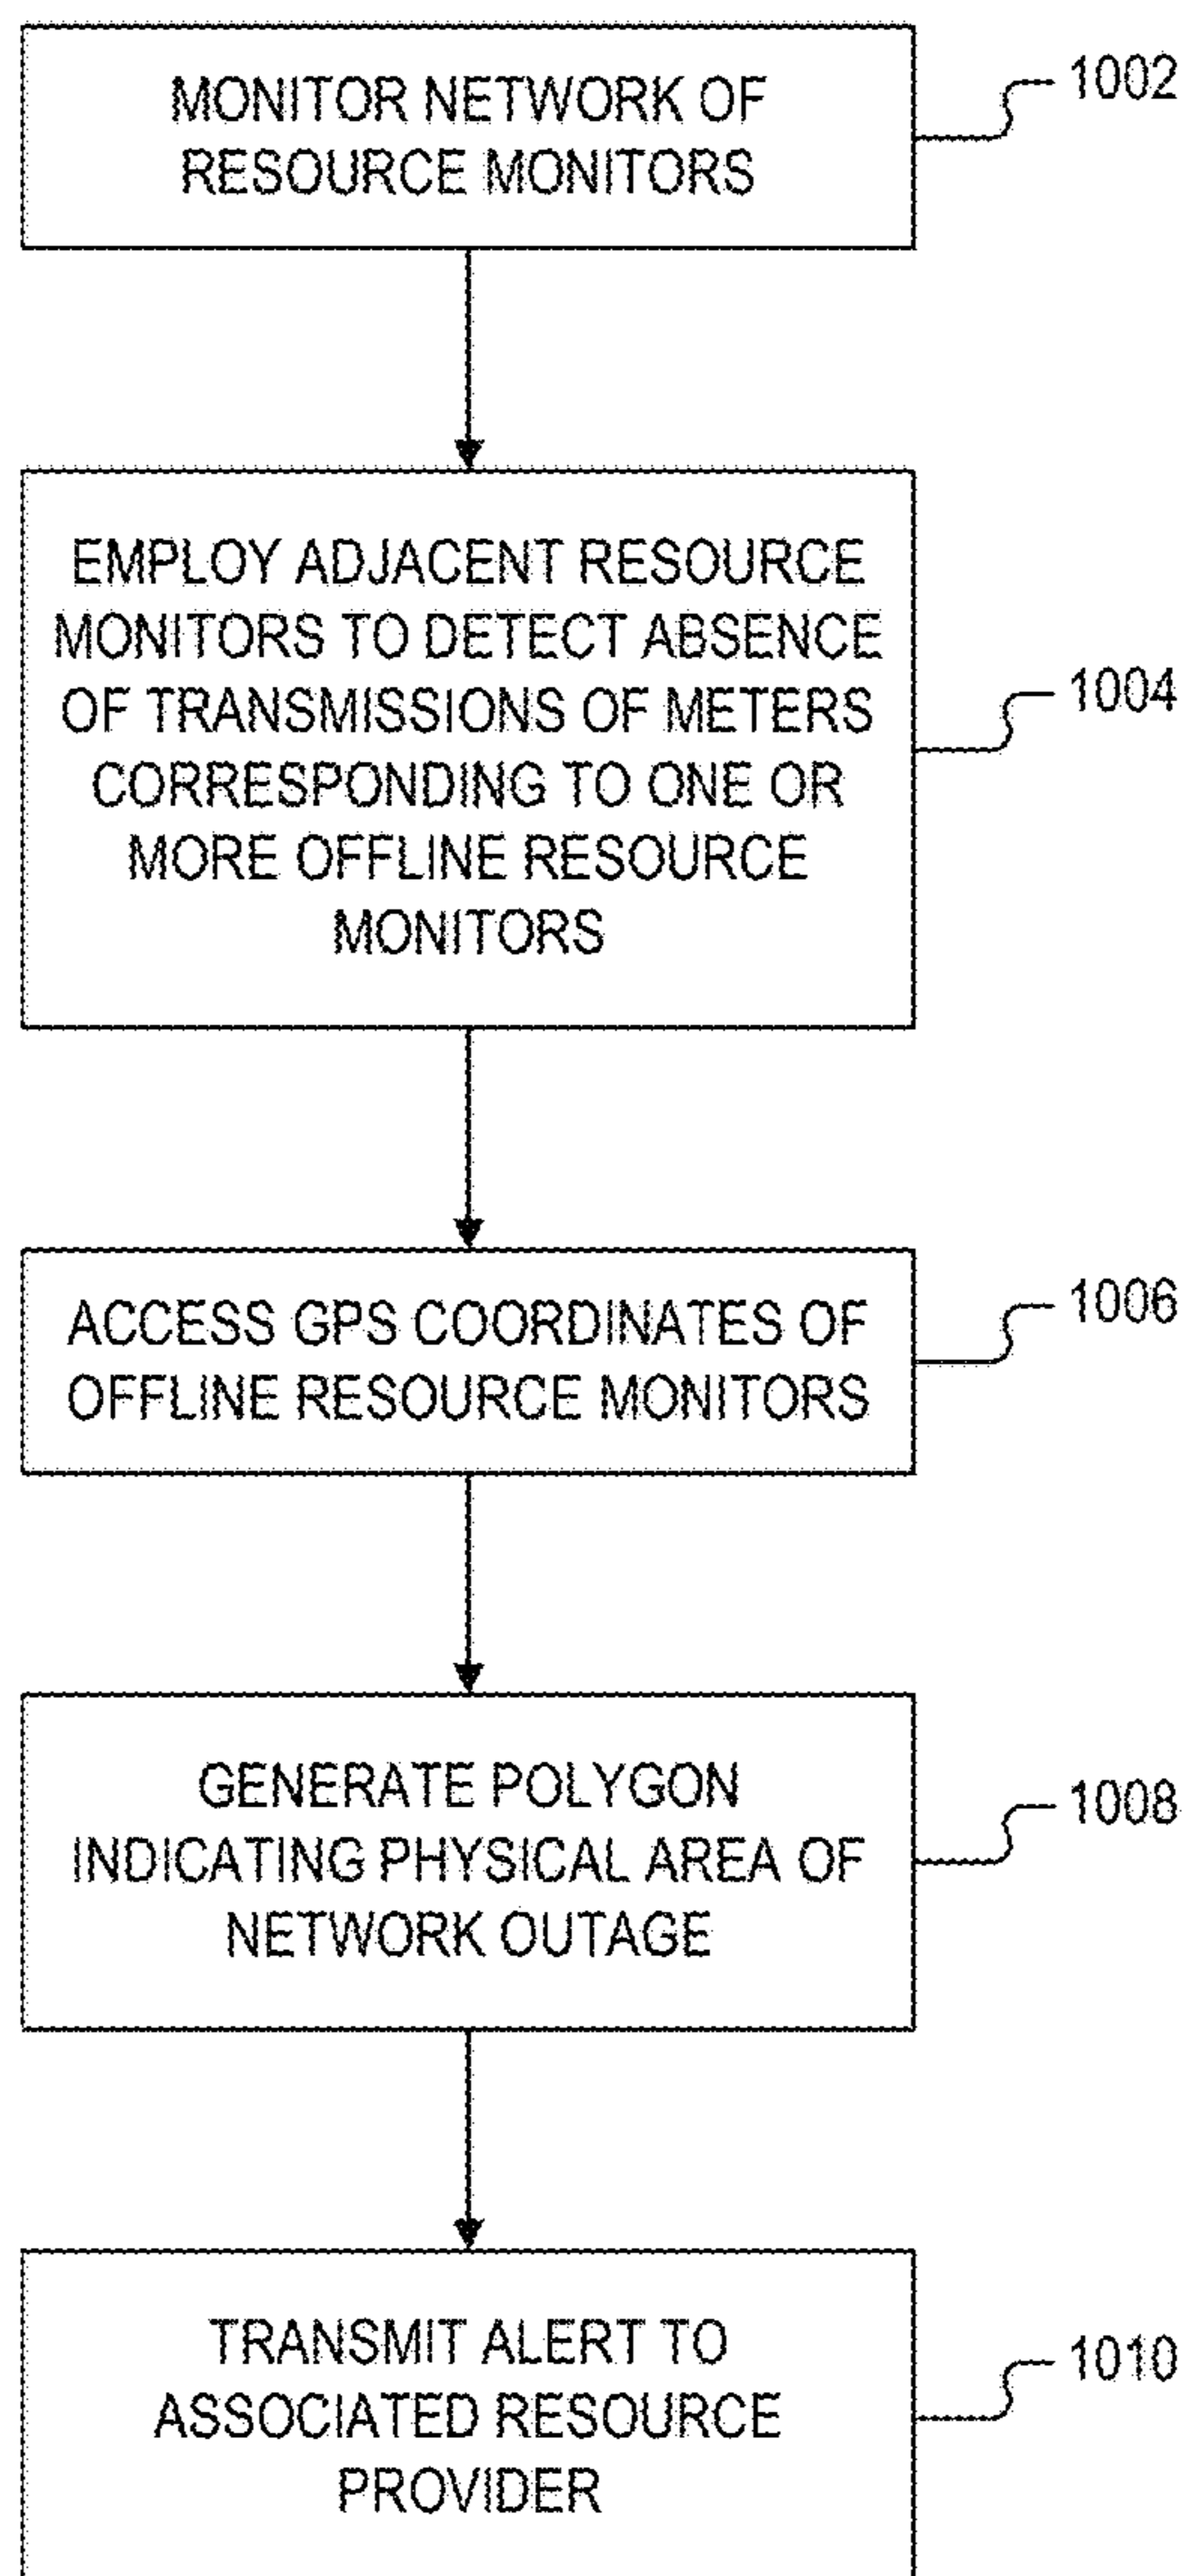 MONITOR NETWORK OF
RESOURCE MONITORS
1002
EMPLOY ADJACENT RESOURCE
MONITORS TO DETECT ABSENCE
OF TRANSMISSIONS OF METERS
CORRESPONDING TO ONE OR
MORE OFFLINE RESOURCE
MONITORS
1004
ACCESS GPS COORDINATES OF
OFFLINE RESOURCE MONITORS
1006
GENERATE POLYGON
INDICATING PHYSICAL AREA OF
NETWORK OUTAGE
1008
TRANSMIT ALERT TO
ASSOCIATED RESOURCE
PROVIDER
1010